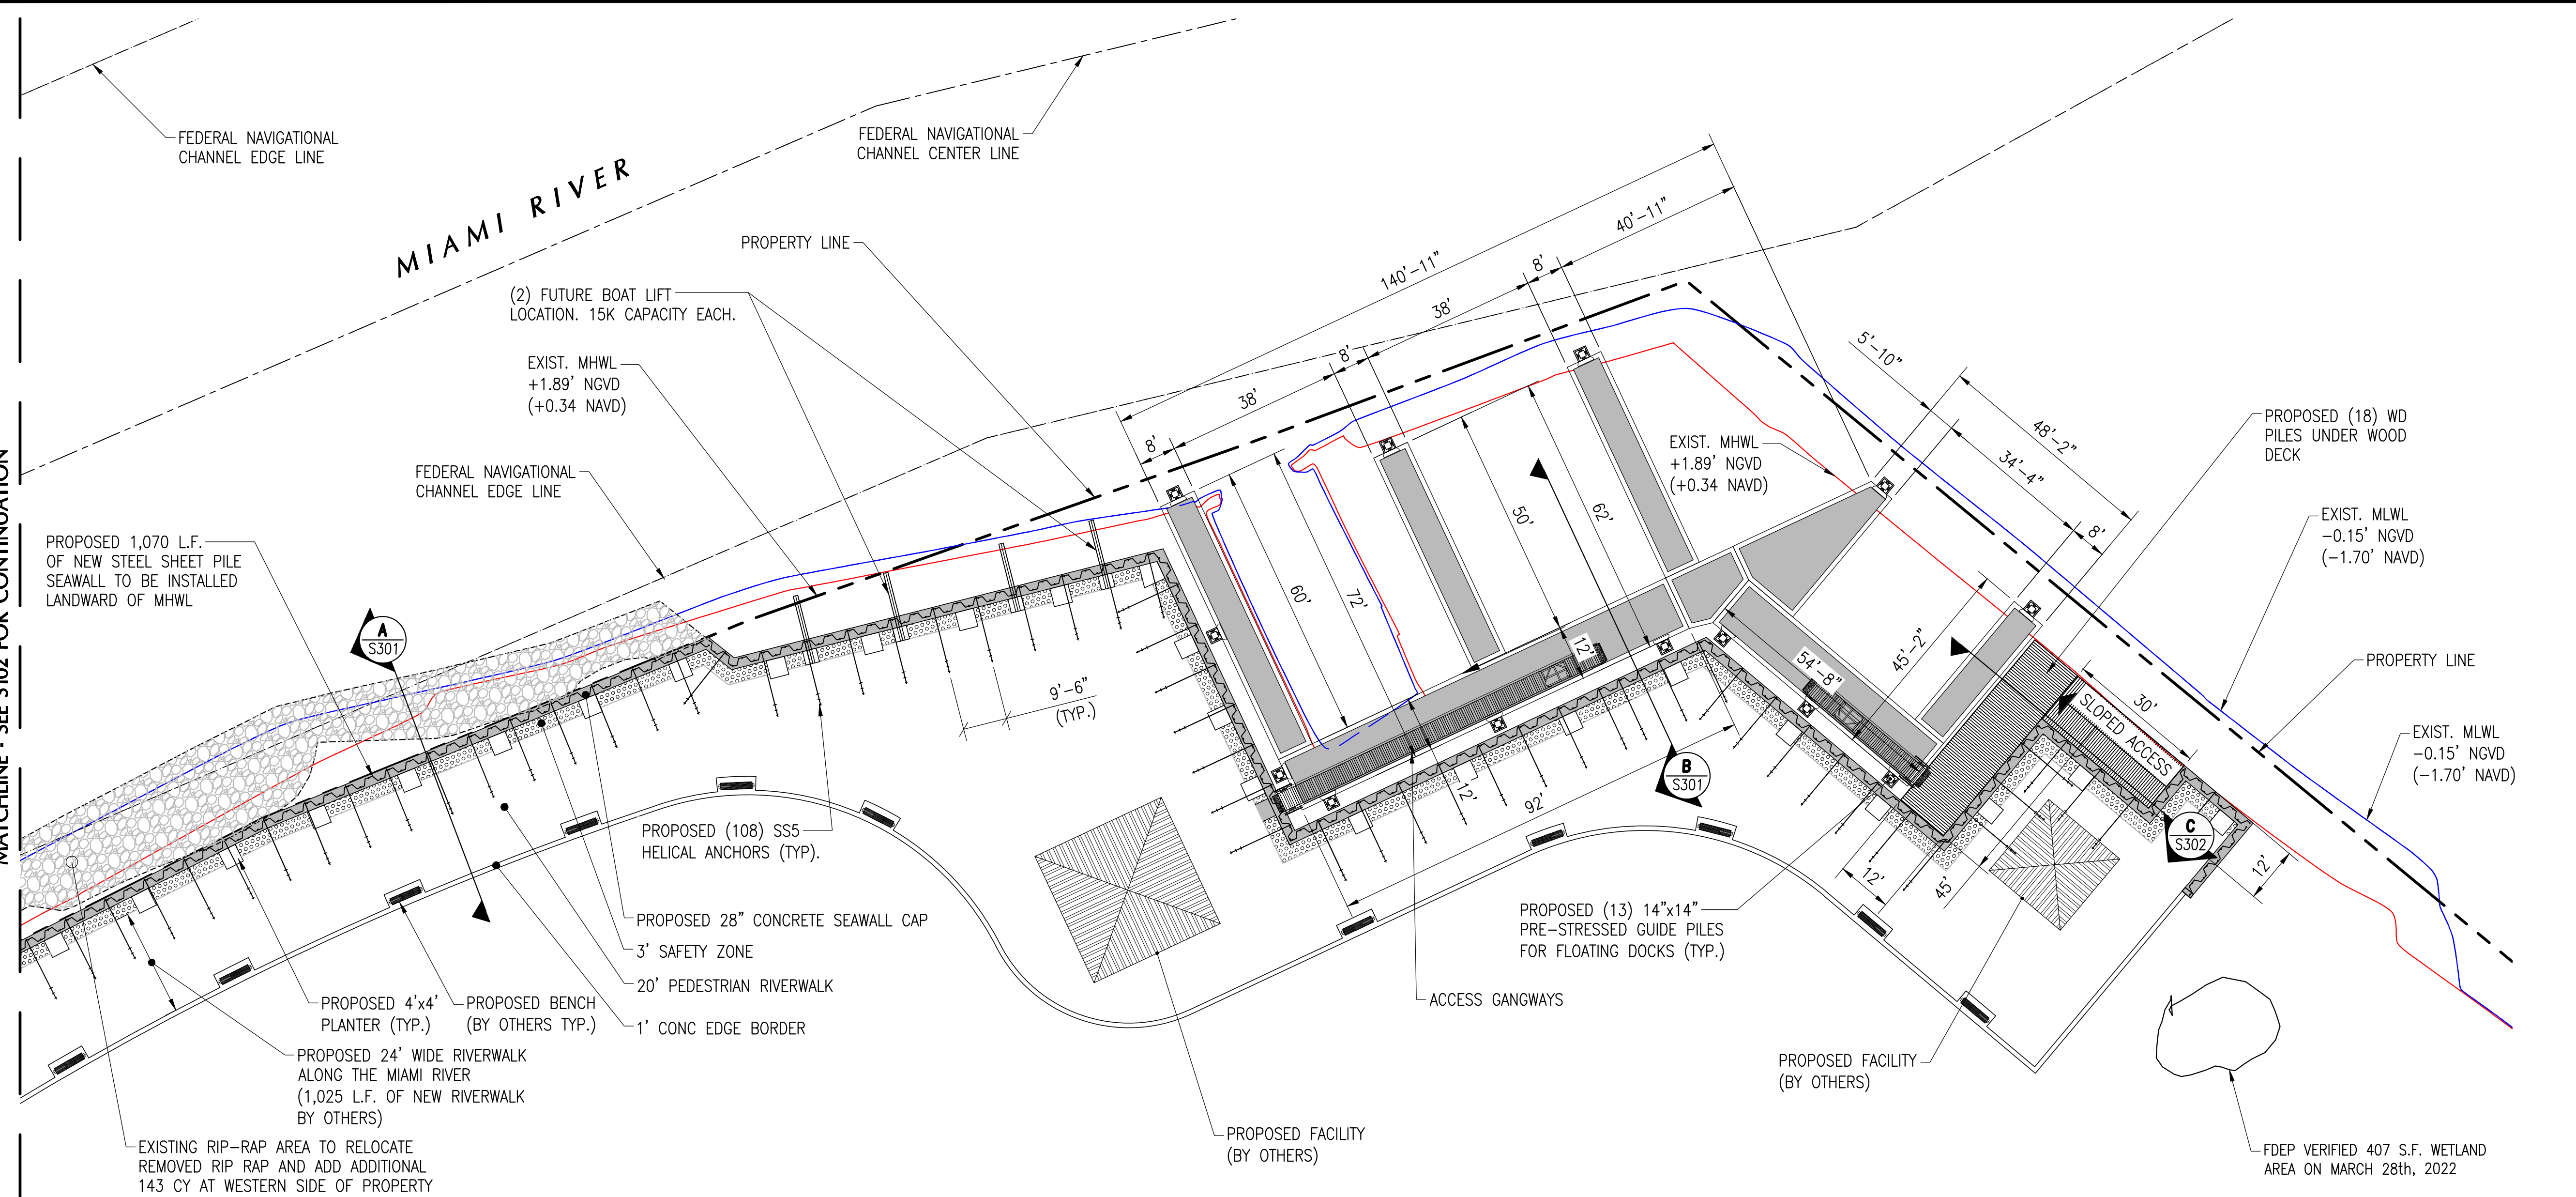 FEDERAL NAVIGATIONAL
CHANNEL EDGE LINE
FEDERAL NAVIGATIONAL
CHANNEL CENTER LINE
MIAMI RIVER
PROPERTY LINE
(2) FUTURE BOAT LIFT
LOCATION. 15K CAPACITY EACH.
EXIST. MHWL
+1.89' NGVD
(+0.34 NAVD)
FEDERAL NAVIGATIONAL
CHANNEL EDGE LINE
PROPOSED 1,070 L.F.
OF NEW STEEL SHEET PILE
SEAWALL TO BE INSTALLED
LANDWARD OF MHWL
MATCHLINE - SEE S102 FOR CONTINUATION
A
S301
140'-11"
40'-11"
8'
38'
8'
38'
8'
60'
72'
50'
62'
12'
EXIST. MHWL
+1.89' NGVD
(+0.34 NAVD)
5'-10"
48'-2"
34'-4"
8'
45'-2"
54'-8"
PROPOSED (18) WD
PILES UNDER WOOD
DECK
EXIST. MLWL
-0.15' NGVD
(-1.70' NAVD)
PROPERTY LINE
EXIST. MLWL
-0.15' NGVD
(-1.70' NAVD)
30'
SLOPED ACCESS
9'-6"
(TYP.)
12'
92'
B
S301
C
S302
12'
12'
45'
PROPOSED (108) SS5
HELICAL ANCHORS (TYP).
PROPOSED 28" CONCRETE SEAWALL CAP
3' SAFETY ZONE
20' PEDESTRIAN RIVERWALK
1' CONC EDGE BORDER
PROPOSED 4'x4'
PLANTER (TYP.)
PROPOSED BENCH
(BY OTHERS TYP.)
PROPOSED 24' WIDE RIVERWALK
ALONG THE MIAMI RIVER
(1,025 L.F. OF NEW RIVERWALK
BY OTHERS)
EXISTING RIP-RAP AREA TO RELOCATE
REMOVED RIP RAP AND ADD ADDITIONAL
143 CY AT WESTERN SIDE OF PROPERTY
PROPOSED (13) 14"x14"
PRE-STRESSED GUIDE PILES
FOR FLOATING DOCKS (TYP.)
ACCESS GANGWAYS
PROPOSED FACILITY
(BY OTHERS)
PROPOSED FACILITY
(BY OTHERS)
FDEP VERIFIED 407 S.F. WETLAND
AREA ON MARCH 28th, 2022